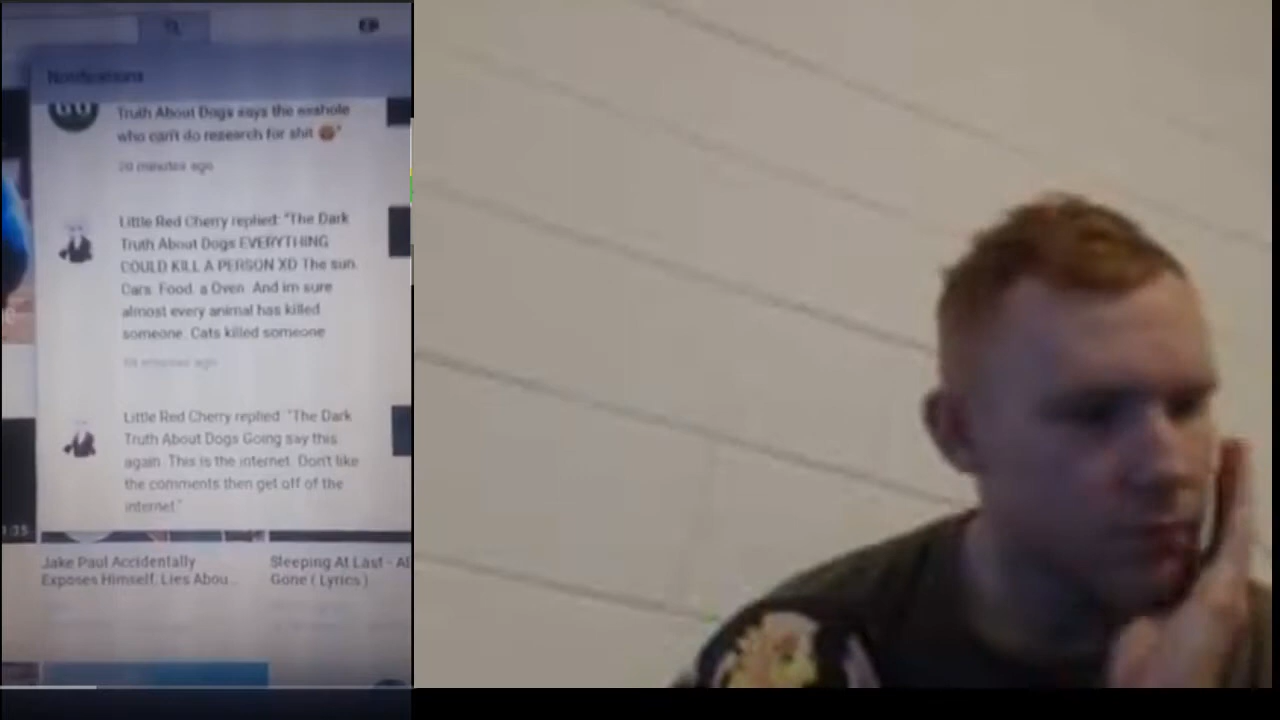 Notifications
Truth About Dogs says the asshole
who can't do research for shit
20 minutes ago
Little Red Cherry replied: "The Dark
Truth About Dogs EVERYTHING
COULD KILL A PERSON XD The sun.
Cars. Food. a Oven. And im sure
almost every animal has killed
someone. Cats killed someone
minutes ago
Little Red Cherry replied: "The Dark
Truth About Dogs Going say this
again. This is the internet. Don't like
the comments then get off of the
internet."
Jake Paul Accidentally
Exposes Himself, Lies Abou...
Sleeping At Last - Al
Gone ( Lyrics )